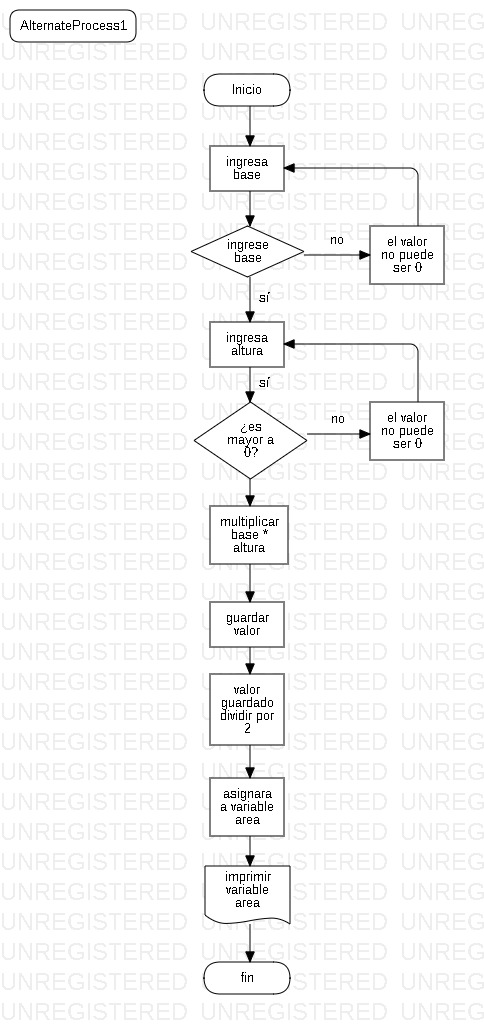 AlternateProcess1
Inicio
ingresa
base
ingrese
base
no
el valor
no puede
ser 0
sí
ingresa
altura
sí
¿es
mayor a
0?
no
el valor
no puede
ser 0
multiplicar
base *
altura
guardar
valor
valor
guardado
dividir por
2
asignara
a variable
area
imprimir
variable
area
fin
UNREGISTERED